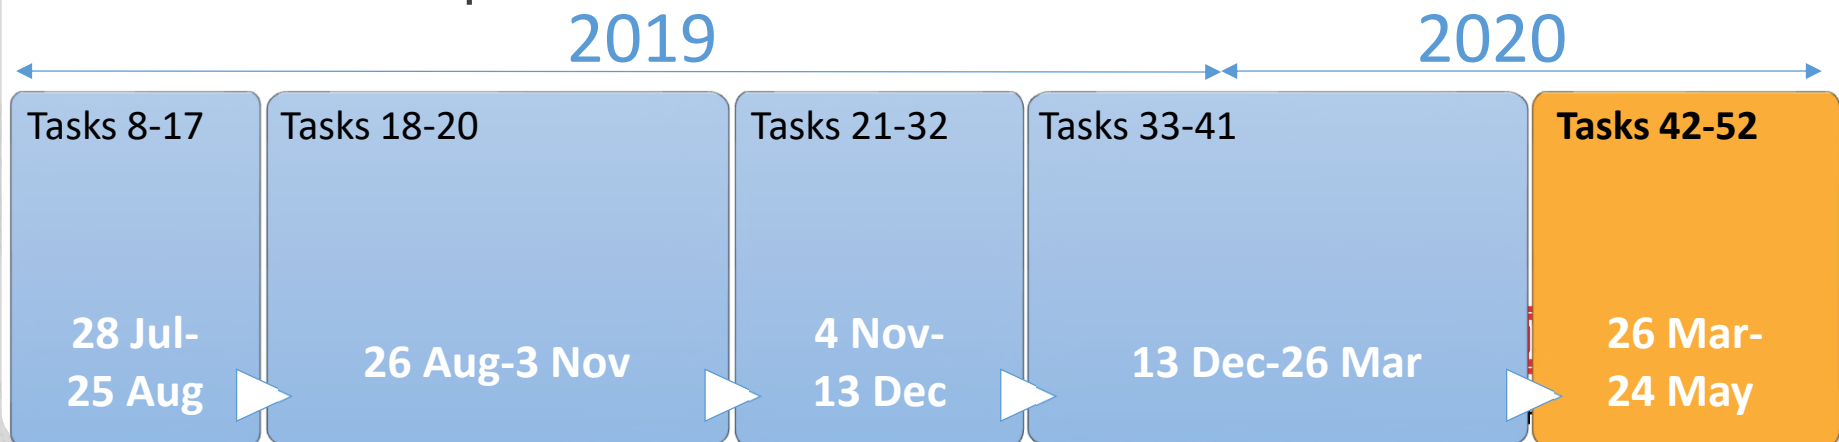 2019
2020
Tasks 8-17
Tasks 18-20
Tasks 21-32
Tasks 33-41
Tasks 42-52
28 Jul-
25 Aug
26 Aug-3 Nov
4 Nov-
13 Dec
13 Dec-26 Mar
26 Mar-
24 May